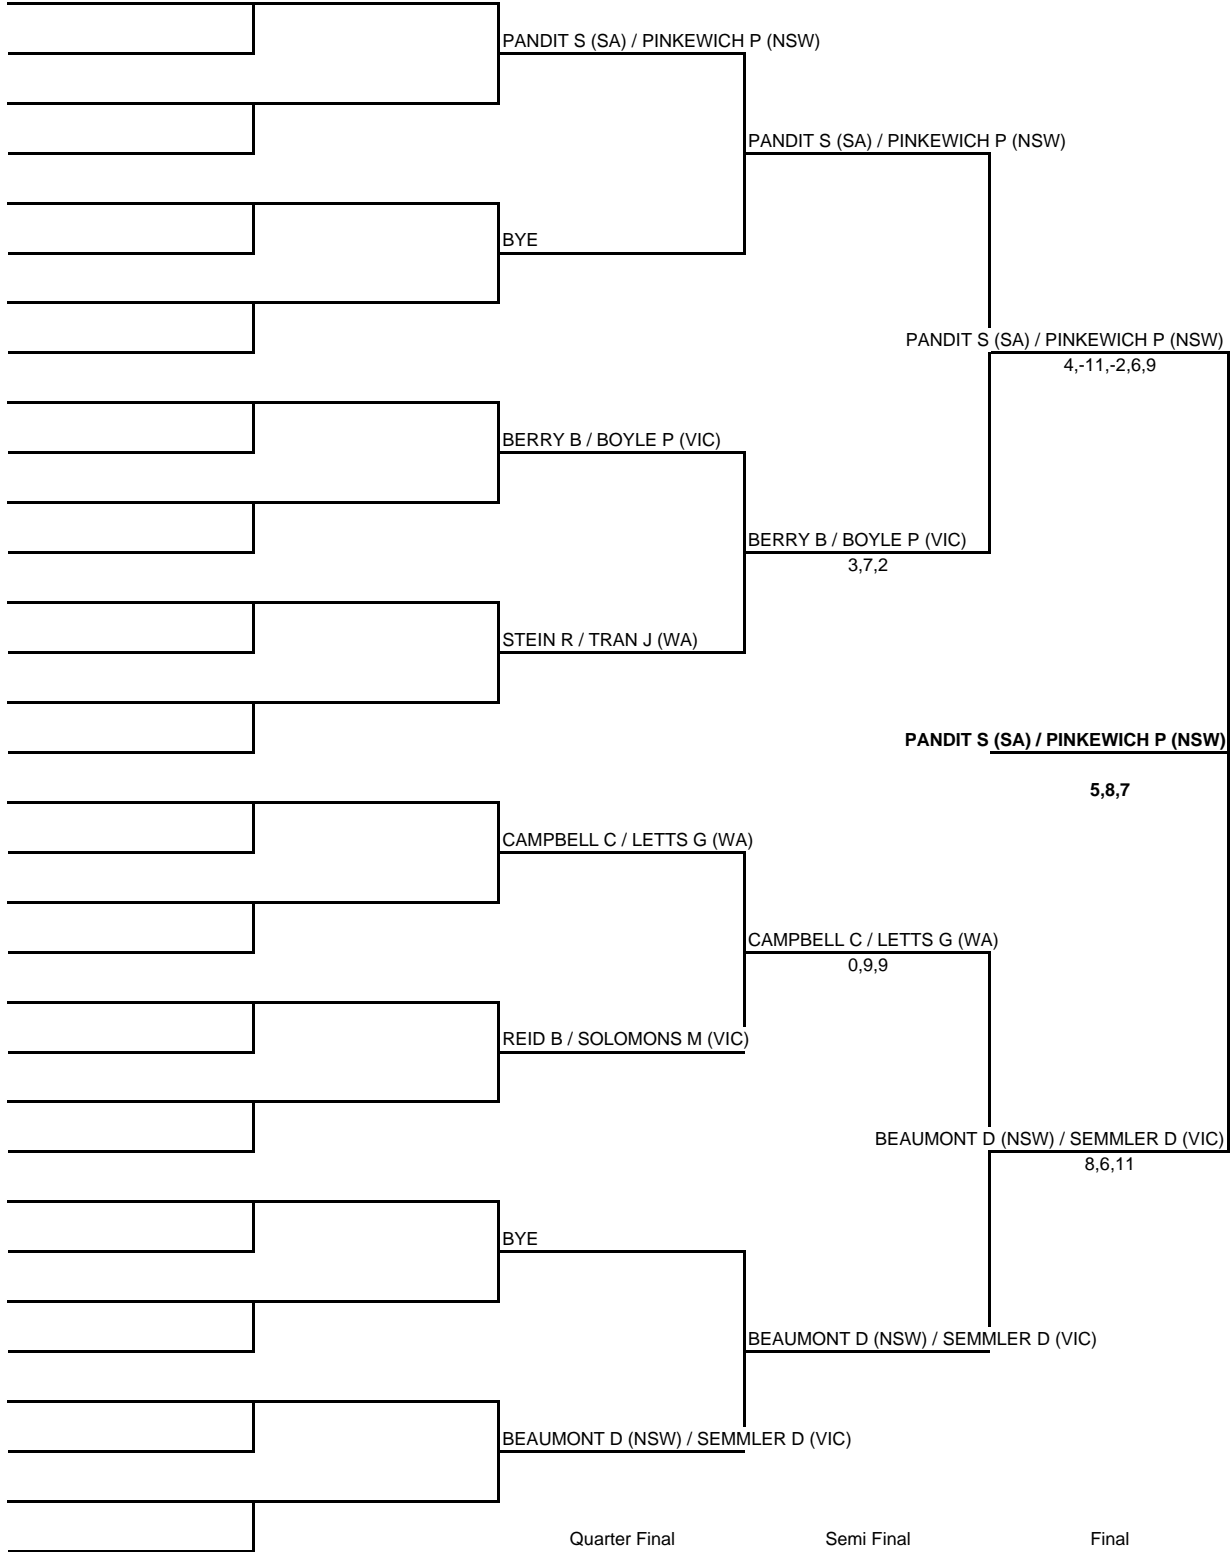 PANDIT S (SA) / PINKEWICH P (NSW)
PANDIT S (SA) / PINKEWICH P (NSW)
BYE
PANDIT S (SA) / PINKEWICH P (NSW)
4,-11,-2,6,9
BERRY B / BOYLE P (VIC)
BERRY B / BOYLE P (VIC)
3,7,2
STEIN R / TRAN J (WA)
PANDIT S (SA) / PINKEWICH P (NSW)
5,8,7
CAMPBELL C / LETTS G (WA)
CAMPBELL C / LETTS G (WA)
0,9,9
REID B / SOLOMONS M (VIC)
BEAUMONT D (NSW) / SEMMLER D (VIC)
8,6,11
BYE
BEAUMONT D (NSW) / SEMMLER D (VIC)
BEAUMONT D (NSW) / SEMMLER D (VIC)
Quarter Final Semi Final Final